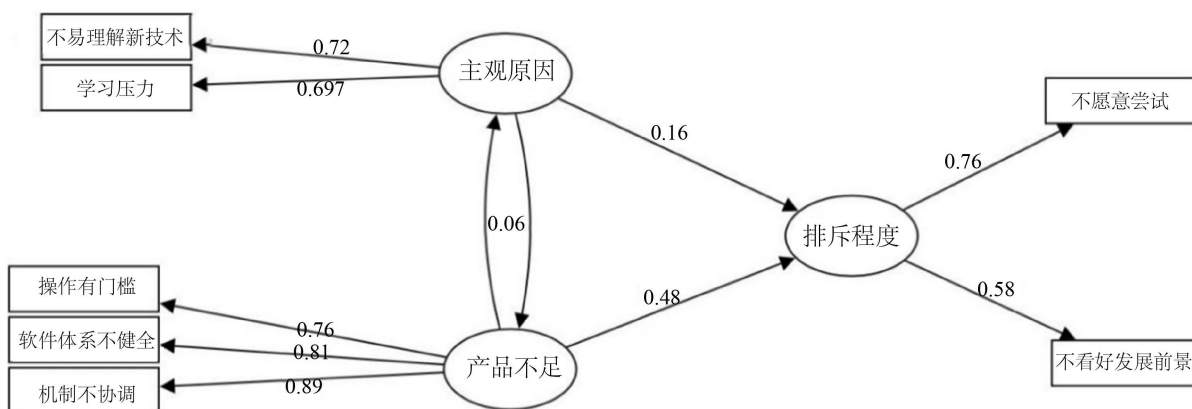 不易理解新技术
学习压力
0.72
0.697
主观原因
0.16
不愿意尝试
0.76
0.06
排斥程度
操作有门槛
软件体系不健全
机制不协调
0.76
0.81
0.89
产品不足
0.48
0.58
不看好发展前景